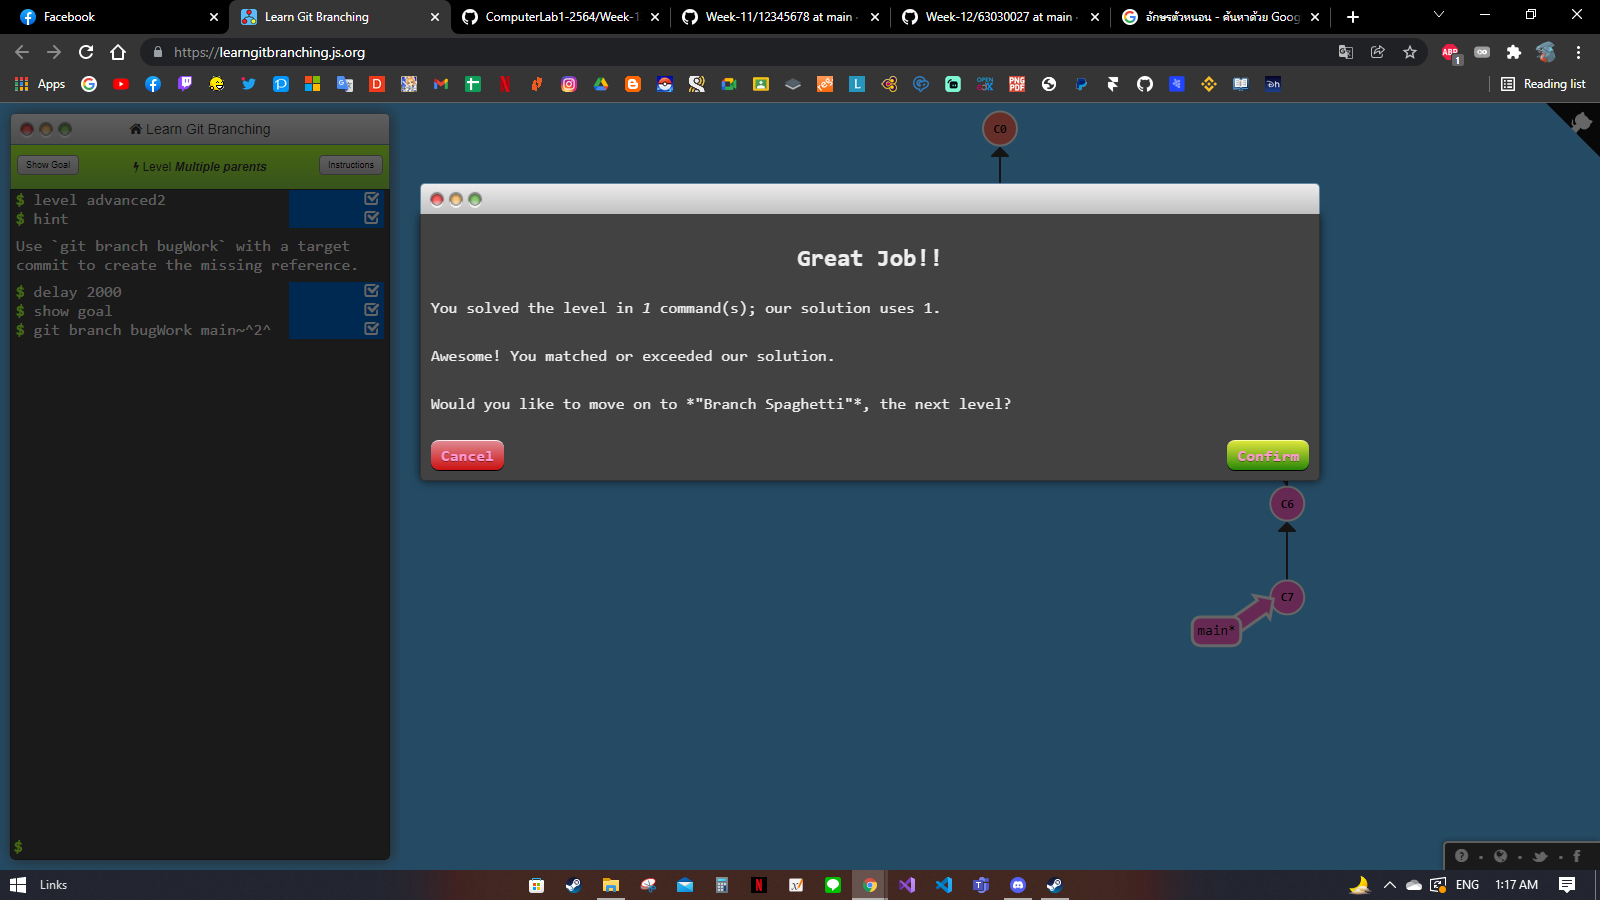 Facebook
Learn Git Branching
ComputerLab1-2564/Week-1
Week-11/12345678 at main
Week-12/63030027 at main
อักษรตัวหนอน - ค้นหาด้วย Goog
https://learngitbranching.js.org
ABP
1
Apps
PNG
PDF
Reading list
Learn Git Branching
Show Goal
Level Multiple parents
Instructions
$ level advanced2
$ hint
Use `git branch bugWork` with a target
commit to create the missing reference.
$ delay 2000
$ show goal
$ git branch bugWork main~^2^
$
C0
Great Job!!
You solved the level in 1 command(s); our solution uses 1.
Awesome! You matched or exceeded our solution.
Would you like to move on to *"Branch Spaghetti"*, the next level?
Cancel
Confirm
C6
C7
main*
Links
ENG
1:17 AM